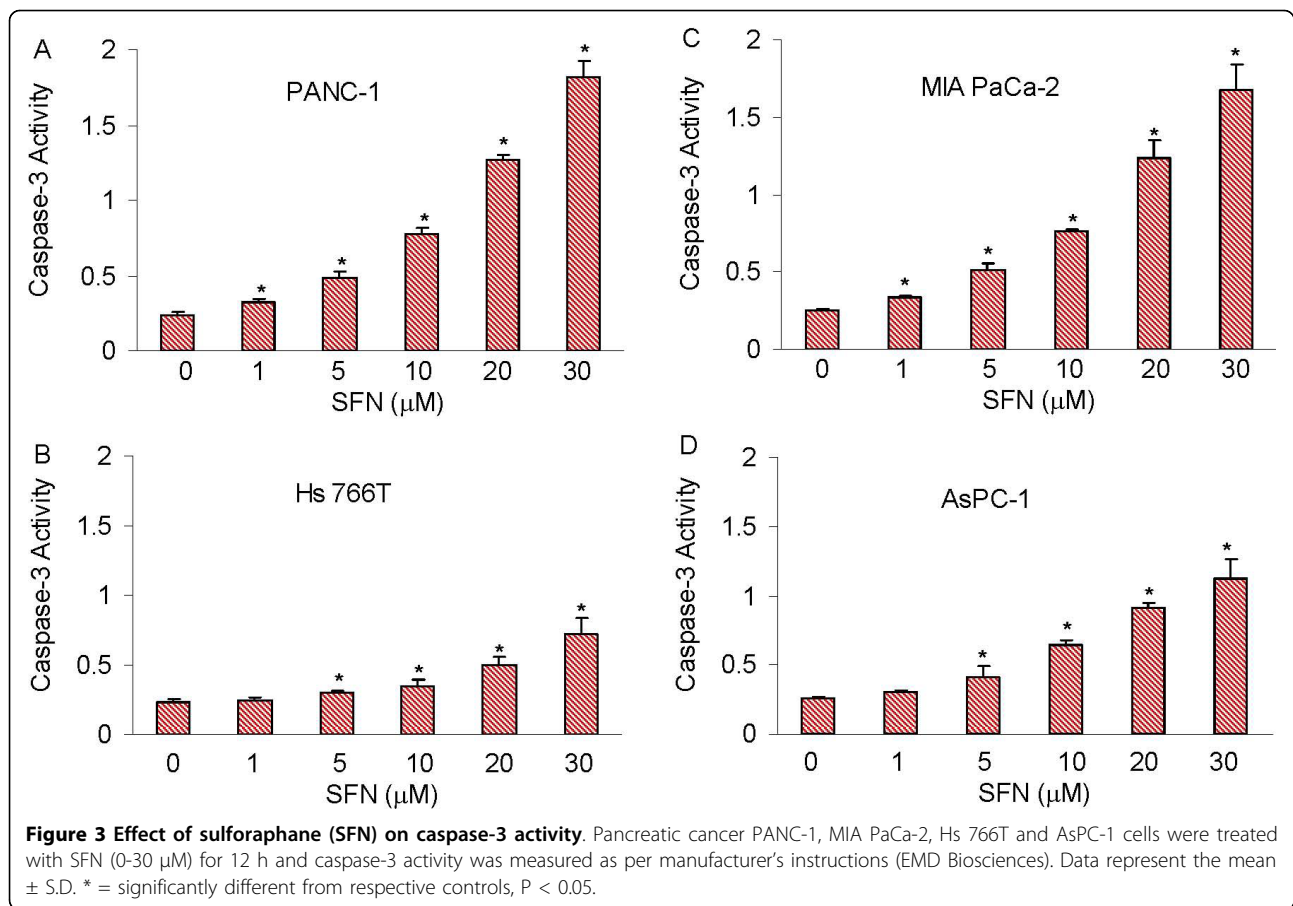 A
2
1.5
1
0.5
0
Caspase-3 Activity
PANC-1
*
*
*
*
*
0 1 5 10 20 30
SFN (μM)
C
2
1.5
1
0.5
0
Caspase-3 Activity
MIA PaCa-2
*
*
*
*
*
0 1 5 10 20 30
SFN (μM)
B
2
1.5
1
0.5
0
Caspase-3 Activity
Hs 766T
*
*
*
*
0 1 5 10 20 30
SFN (μM)
D
2
1.5
1
0.5
0
Caspase-3 Activity
AsPC-1
*
*
*
*
0 1 5 10 20 30
SFN (μM)
Figure 3 Effect of sulforaphane (SFN) on caspase-3 activity. Pancreatic cancer PANC-1, MIA PaCa-2, Hs 766T and AsPC-1 cells were treated
with SFN (0-30 μM) for 12 h and caspase-3 activity was measured as per manufacturer's instructions (EMD Biosciences). Data represent the mean
± S.D. * = significantly different from respective controls, P < 0.05.